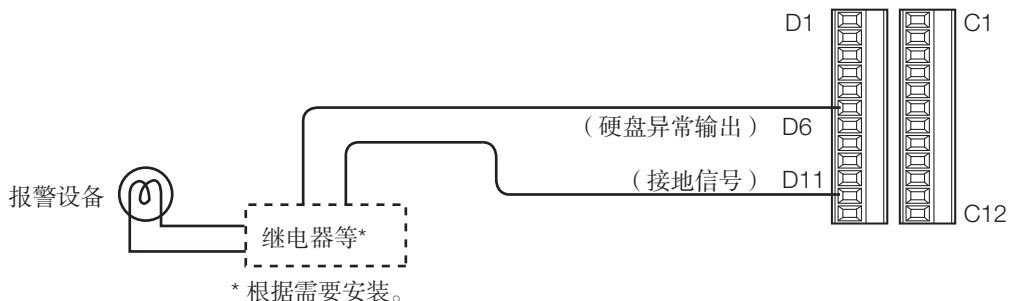 D1
C1
（硬盘异常输出） D6
（接地信号） D11
报警设备
C12
继电器等*
* 根据需要安装。